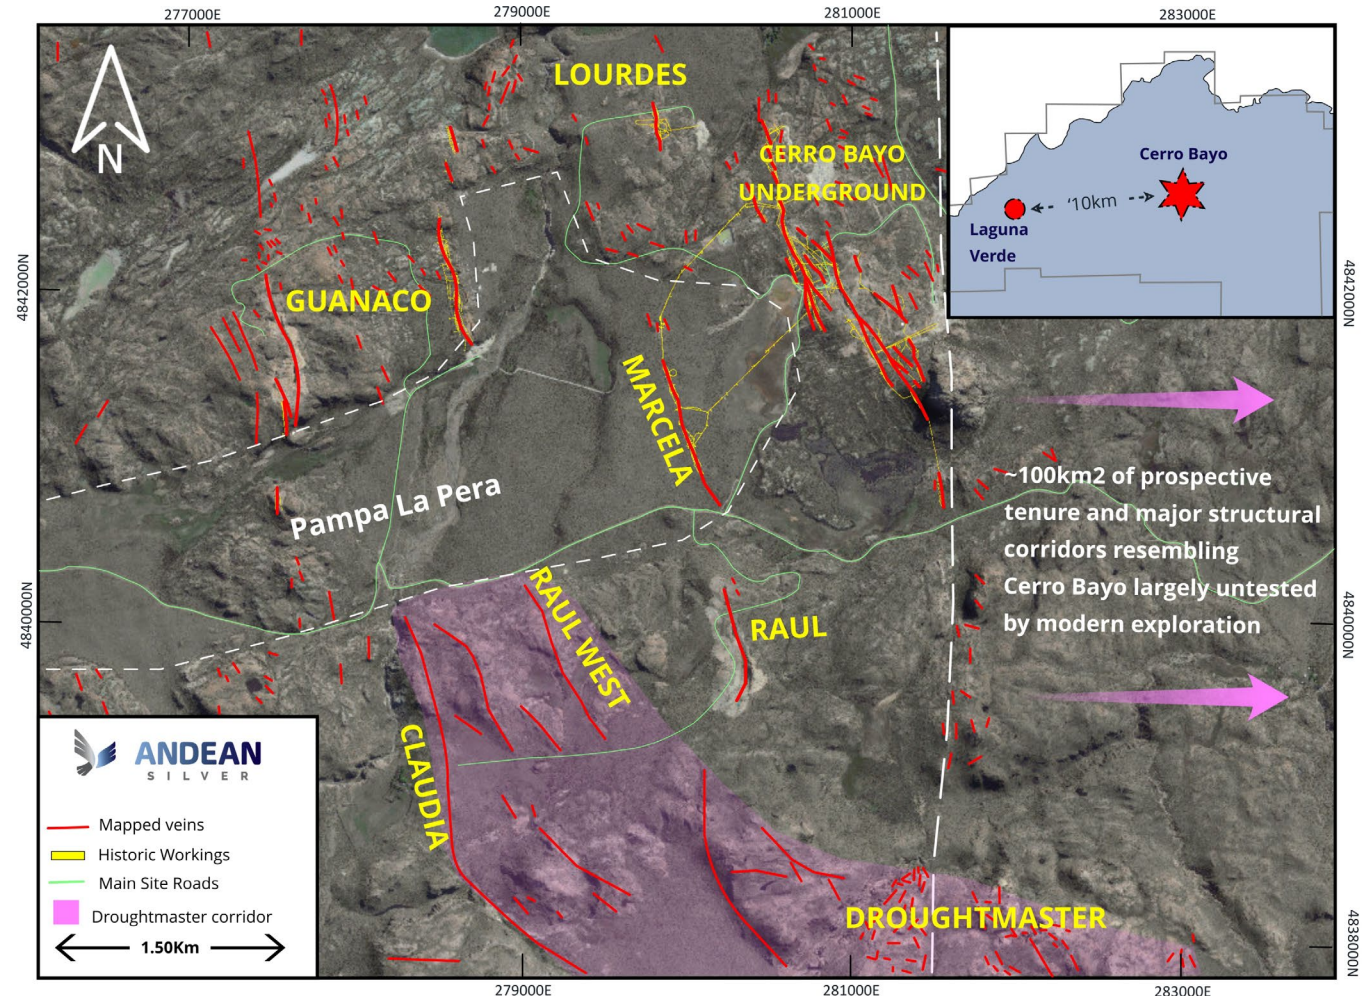 277000E
279000E
281000E
283000E
LOURDES
CERRO BAYO
UNDERGROUND
N
Cerro Bayo
'10km
Laguna
Verde
4842000N
4842000N
GUANACO
MARCELA
Pampa La Pera
~100km2 of prospective
tenure and major structural
corridors resembling
Cerro Bayo largely untested
by modern exploration
4840000N
4840000N
RAUL WEST
RAUL
CLAUDIA
ANDEAN
SILVER
Mapped veins
Historic Workings
Main Site Roads
Droughtmaster corridor
1.50Km
DROUGHTMASTER
4838000N
279000E
281000E
283000E